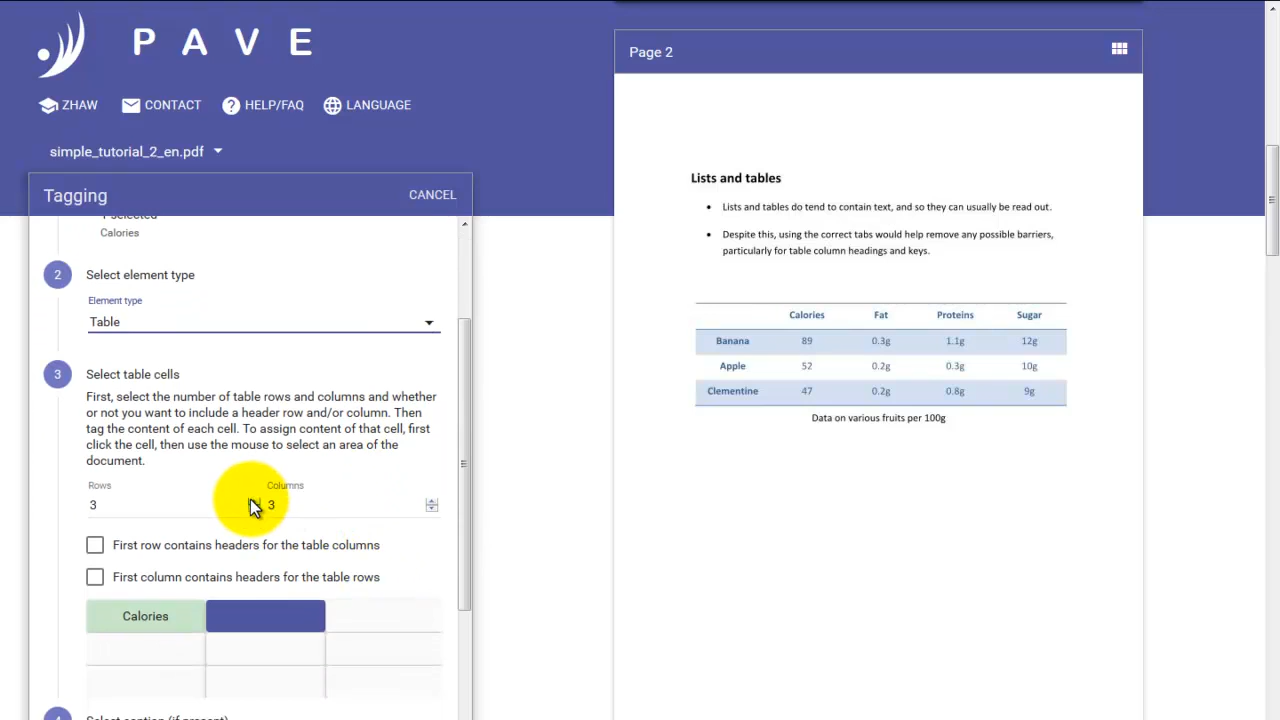 P A V E
ZHAW CONTACT HELP/FAQ LANGUAGE
simple_tutorial_2_en.pdf
Tagging CANCEL
1 selected
Calories
2 Select element type
Element type
Table
3 Select table cells
First, select the number of table rows and columns and whether
or not you want to include a header row and/or column. Then
tag the content of each cell. To assign content of that cell, first
click the cell, then use the mouse to select an area of the
document.
Rows Columns
3 3
First row contains headers for the table columns
First column contains headers for the table rows
Calories
4 Select caption (if present)
Page 2
Lists and tables
• Lists and tables do tend to contain text, and so they can usually be read out.
• Despite this, using the correct tabs would help remove any possible barriers,
particularly for table column headings and keys.
Calories Fat Proteins Sugar
Banana 89 0.3g 1.1g 12g
Apple 52 0.2g 0.3g 10g
Clementine 47 0.2g 0.8g 9g
Data on various fruits per 100g